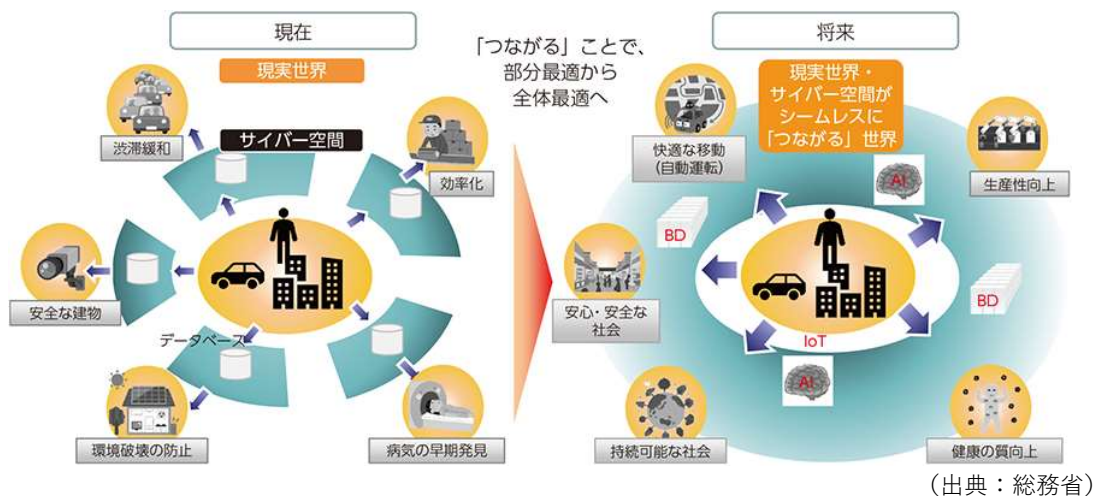 現在
現実世界
サイバー空間
渋滞緩和
効率化
安全な建物
データベース
環境破壊の防止
病気の早期発見
「つながる」ことで、
部分最適から
全体最適へ
将来
現実世界・
サイバー空間が
シームレスに
「つながる」世界
快適な移動
(自動運転)
AI
生産性向上
BD
安心・安全な
社会
BD
IoT
AI
持続可能な社会
健康の質向上
（出典：総務省）